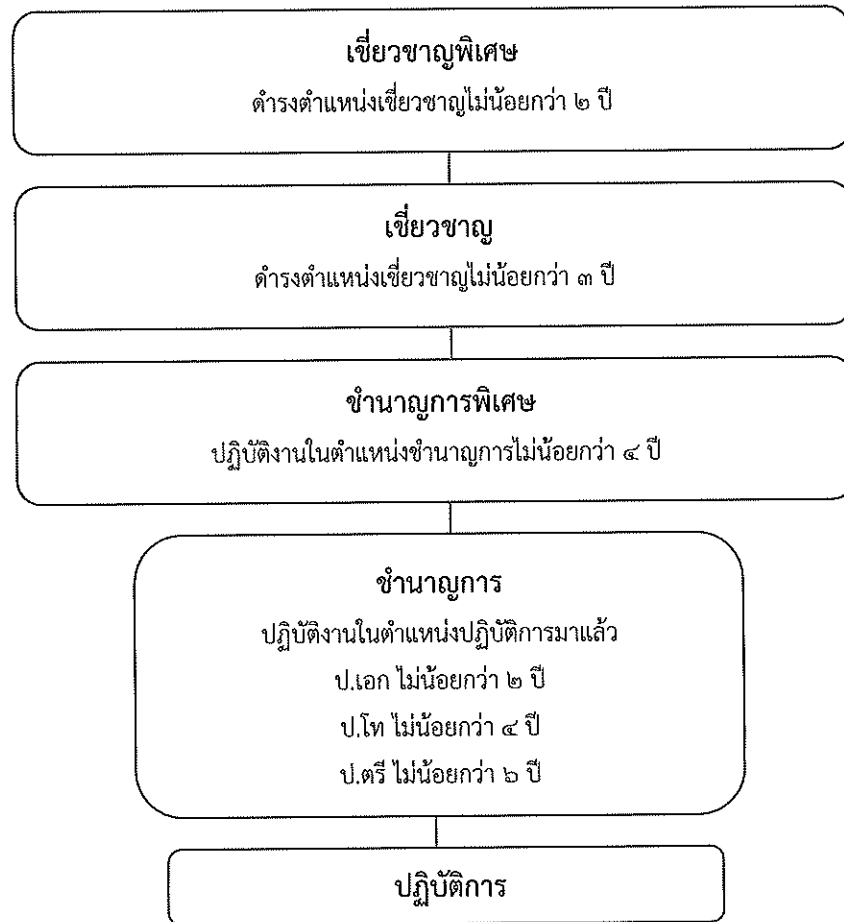 เชี่ยวชาญพิเศษ
ดำรงตำแหน่งเชี่ยวชาญไม่น้อยกว่า ๒ ปี
เชี่ยวชาญ
ดำรงตำแหน่งเชี่ยวชาญไม่น้อยกว่า ๓ ปี
ชำนาญการพิเศษ
ปฏิบัติงานในตำแหน่งชำนาญการไม่น้อยกว่า ๔ ปี
ชำนาญการ
ปฏิบัติงานในตำแหน่งปฏิบัติการมาแล้ว
ป.เอก ไม่น้อยกว่า ๒ ปี
ป.โท ไม่น้อยกว่า ๔ ปี
ป.ตรี ไม่น้อยกว่า ๖ ปี
ปฏิบัติการ